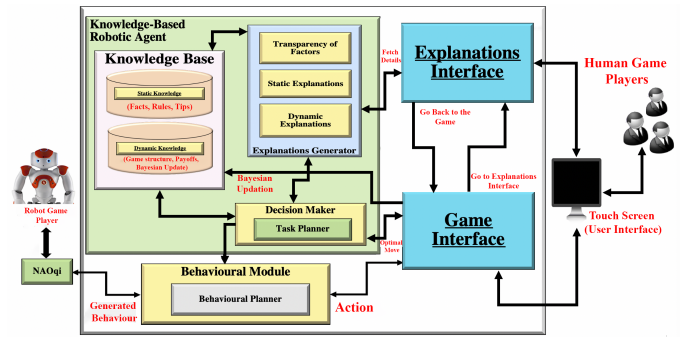 Knowledge-Based
Robotic Agent
Knowledge Base
Static Knowledge
(Facts, Rules, Tips)
Dynamic Knowledge
(Game structure, Payoffs,
Bayesian Update)
Transparency of
Factors
Static Explanations
Dynamic
Explanations
Explanations Generator
Fetch
Details
Explanations
Interface
Human Game
Players
Go Back to the
Game
Go to Explanations
Interface
Bayesian
Updation
Decision Maker
Task Planner
Optimal
Move
Game
Interface
Touch Screen
(User Interface)
Robot Game
Player
NAOqi
Behavioural Module
Behavioural Planner
Generated
Behaviour
Action